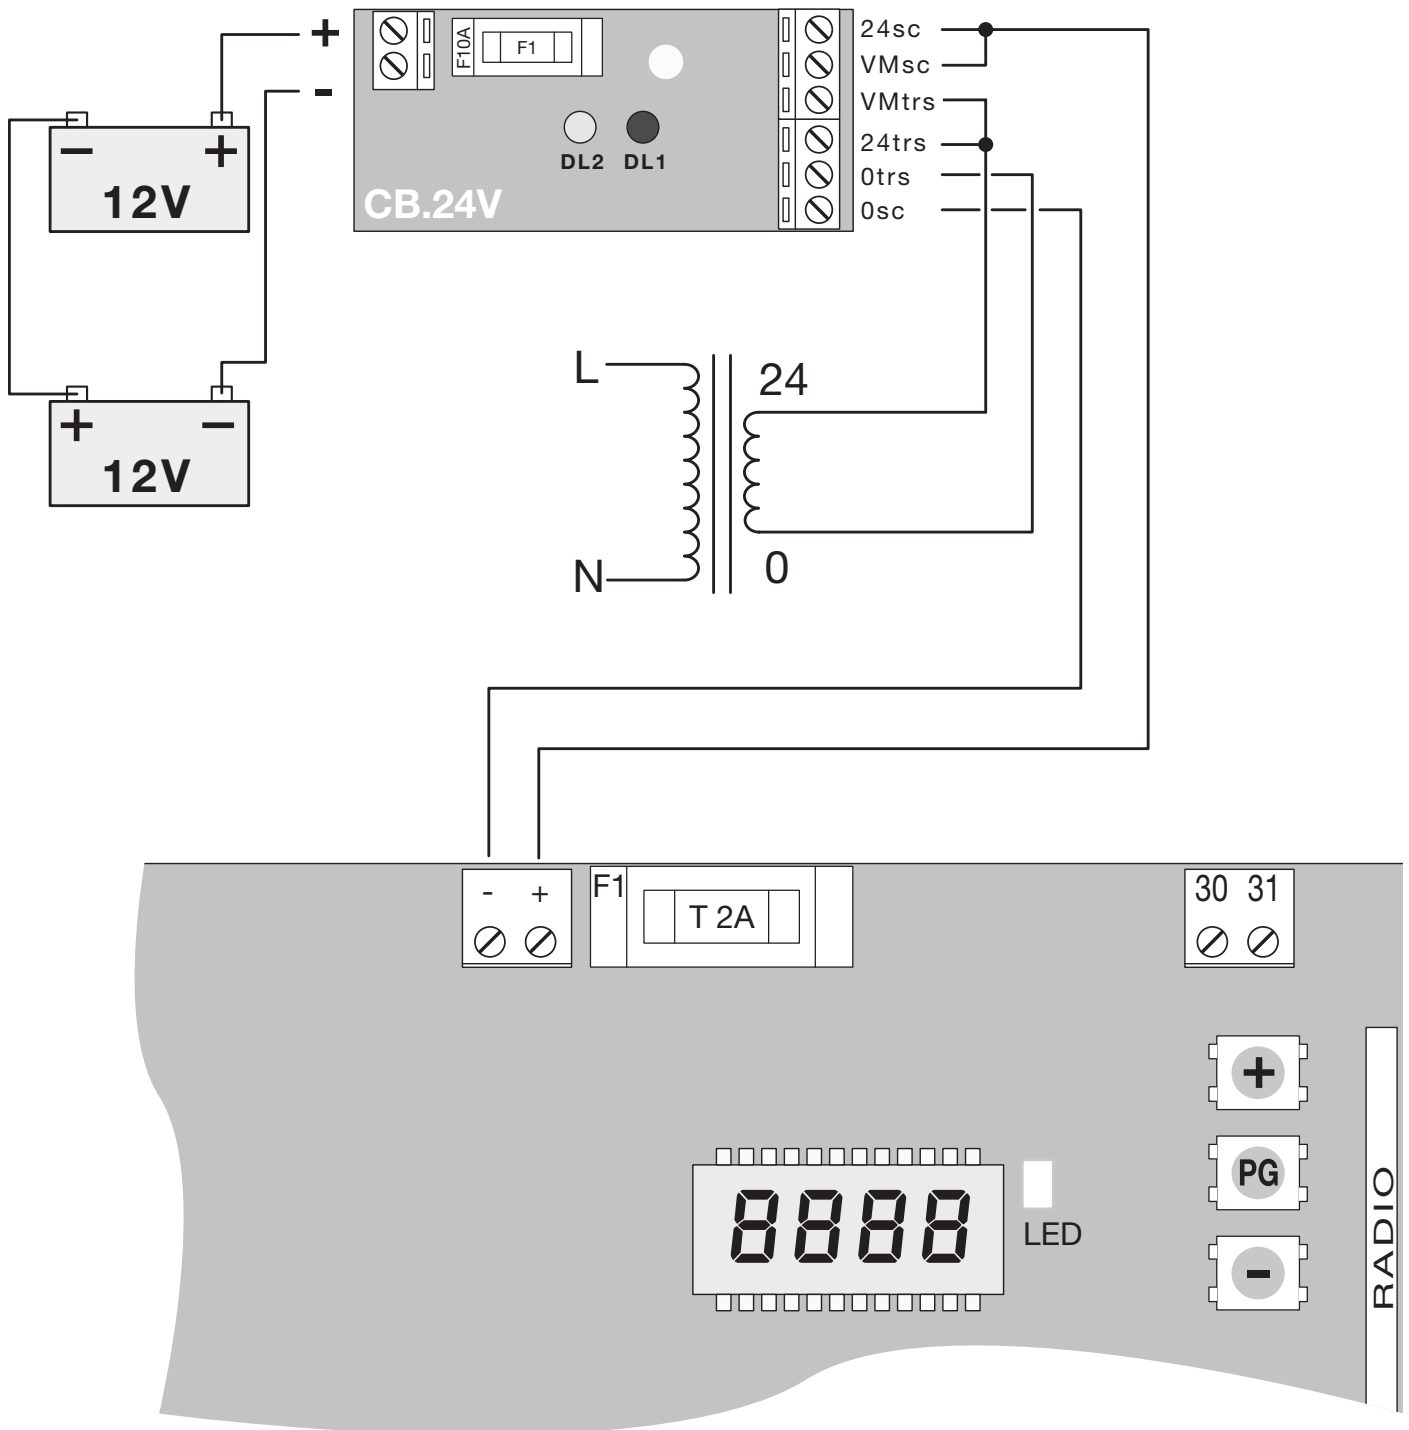 +
-
F10A
F1
DL2
DL1
CB.24V
24sc
VMsc
VMtrs
24trs
0trs
0sc
− +
12V
+ −
12V
L
N
24
0
- +
F1
T 2A
30 31
+
PG
-
8888
LED
RADIO